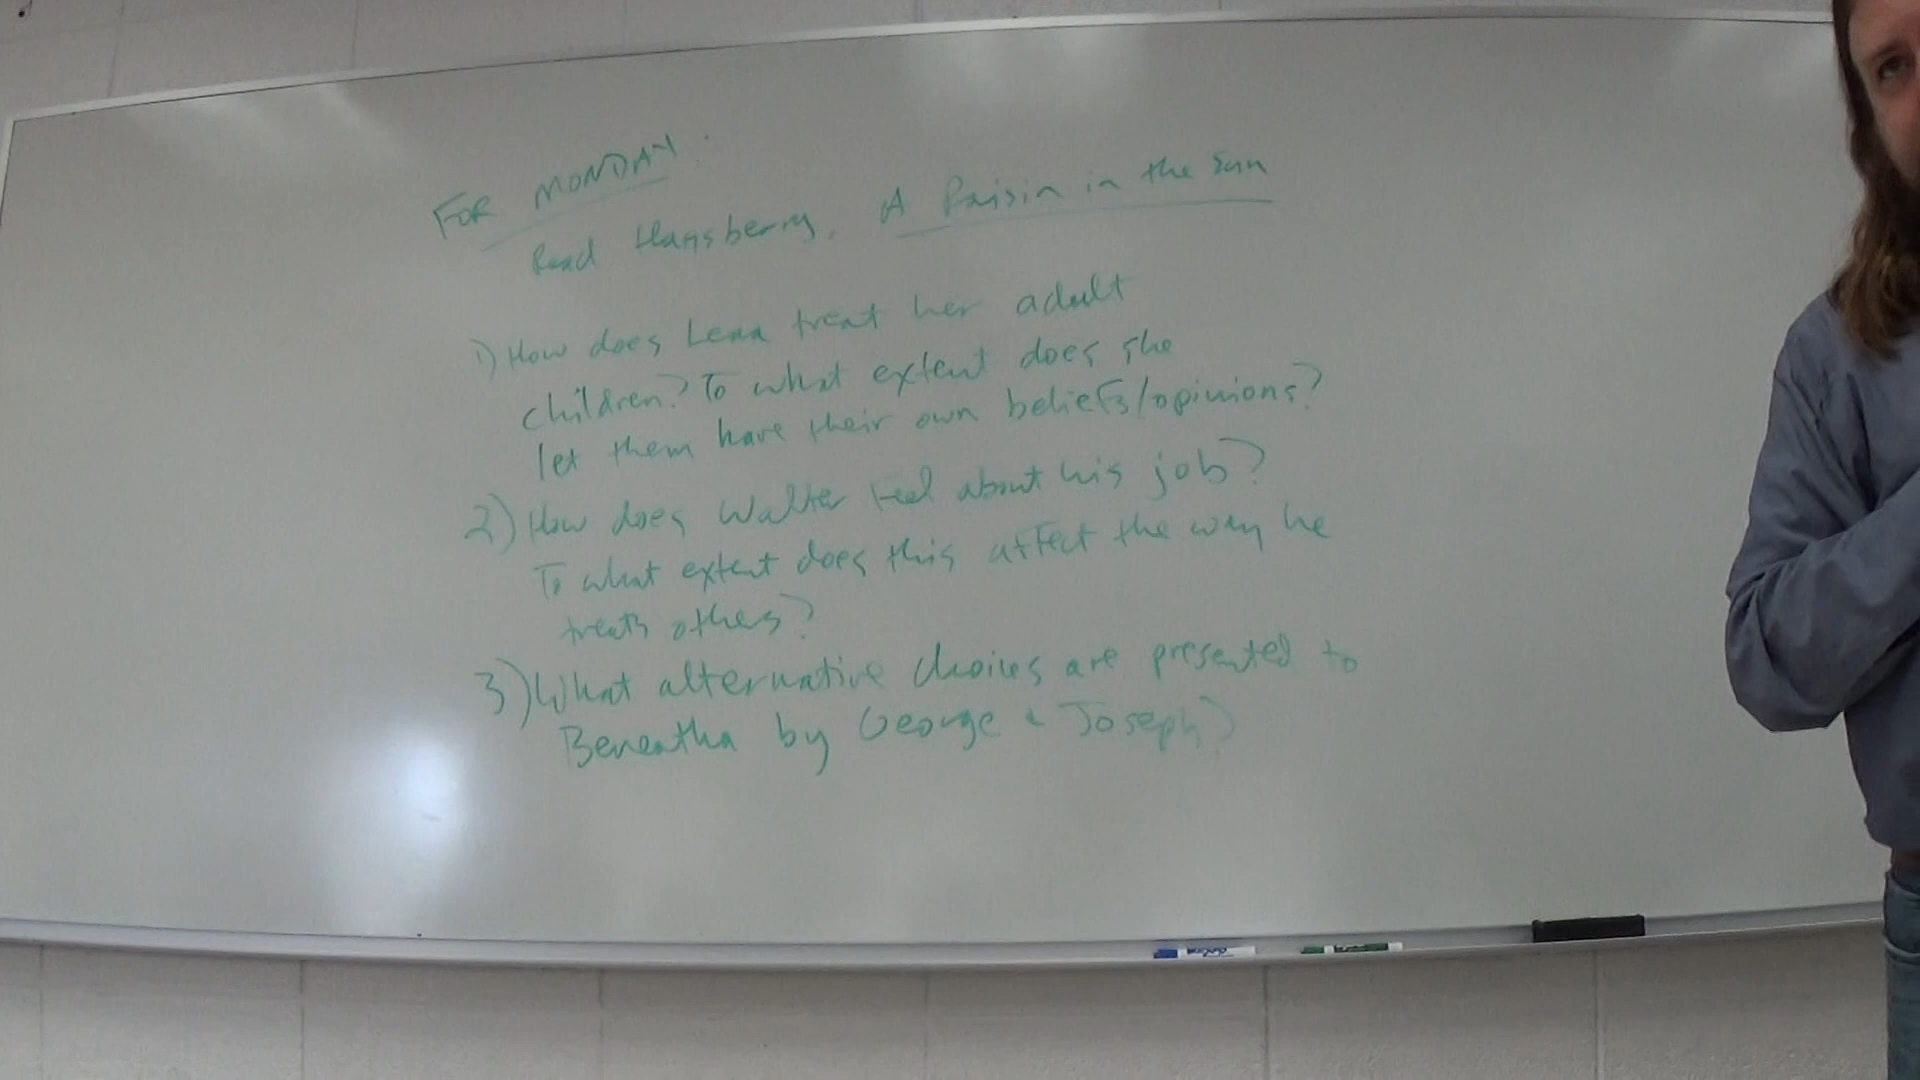 FOR MONDAY:
Read Hansberry, A Raisin in the Sun
1) How does Lena treat her adult
children? To what extent does she
let them have their own beliefs/opinions?
2) How does Walter feel about his job?
To what extent does this affect the way he
treats others?
3) What alternative choices are presented to
Beneatha by George & Joseph?